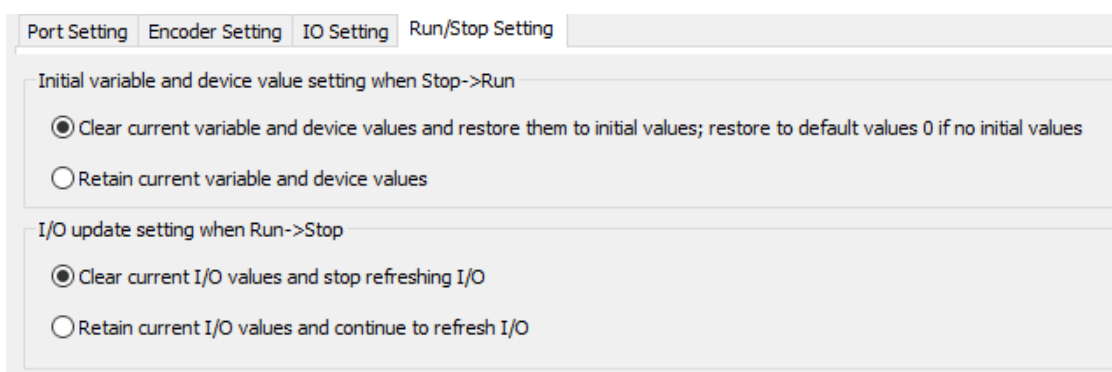 Port Setting Encoder Setting IO Setting Run/Stop Setting
Initial variable and device value setting when Stop->Run
Clear current variable and device values and restore them to initial values; restore to default values 0 if no initial values
Retain current variable and device values
I/O update setting when Run->Stop
Clear current I/O values and stop refreshing I/O
Retain current I/O values and continue to refresh I/O